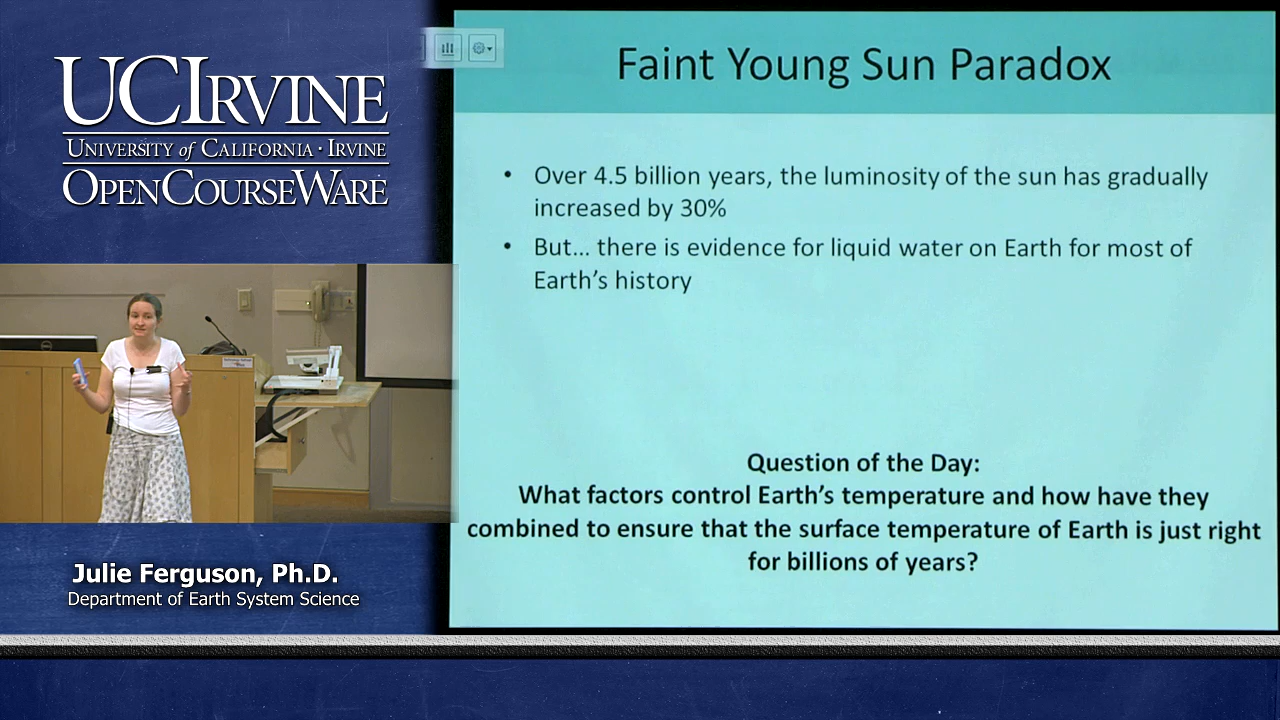 UCIRVINE
UNIVERSITY of CALIFORNIA · IRVINE
OPENCOURSEWARE
Julie Ferguson, Ph.D.
Department of Earth System Science
Faint Young Sun Paradox
• Over 4.5 billion years, the luminosity of the sun has gradually
increased by 30%
• But... there is evidence for liquid water on Earth for most of
Earth's history
Question of the Day:
What factors control Earth's temperature and how have they
combined to ensure that the surface temperature of Earth is just right
for billions of years?